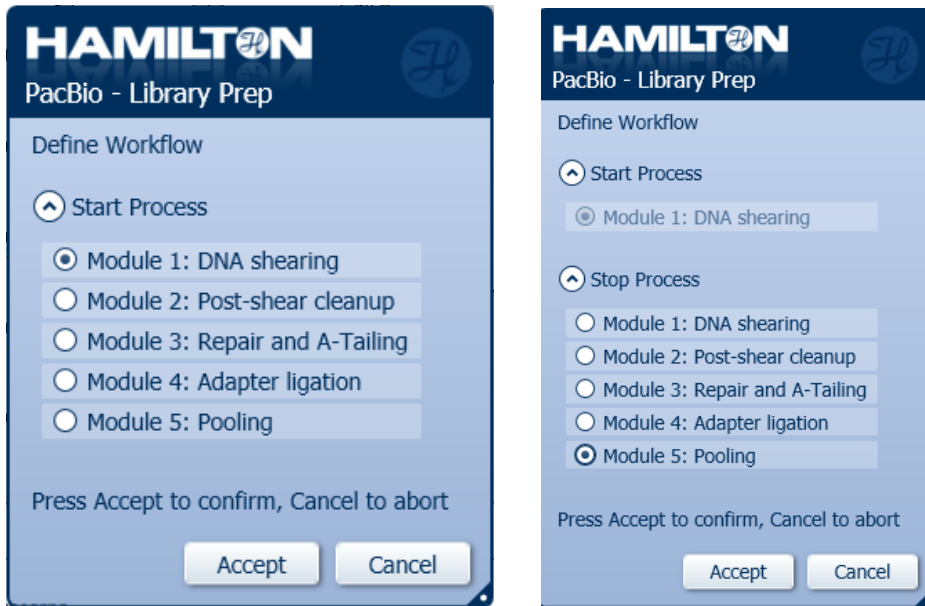 HAMILTON
PacBio - Library Prep
Define Workflow
Start Process
Module 1: DNA shearing
Module 2: Post-shear cleanup
Module 3: Repair and A-Tailing
Module 4: Adapter ligation
Module 5: Pooling
Press Accept to confirm, Cancel to abort
Accept Cancel
HAMILTON
PacBio - Library Prep
Define Workflow
Start Process
Module 1: DNA shearing
Stop Process
Module 1: DNA shearing
Module 2: Post-shear cleanup
Module 3: Repair and A-Tailing
Module 4: Adapter ligation
Module 5: Pooling
Press Accept to confirm, Cancel to abort
Accept Cancel